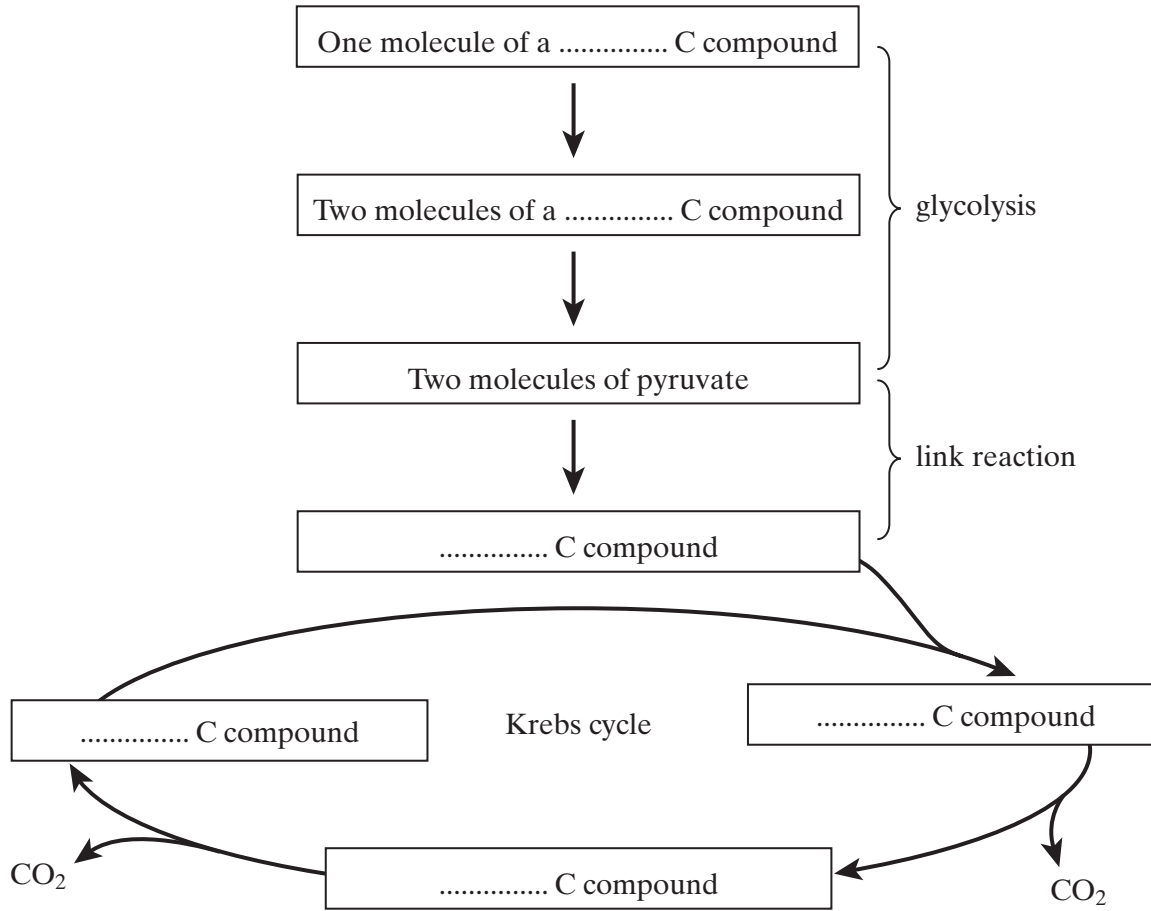 One molecule of a ............... C compound
Two molecules of a ............... C compound
glycolysis
Two molecules of pyruvate
link reaction
............... C compound
............... C compound
Krebs cycle
............... C compound
CO₂
............... C compound
CO₂